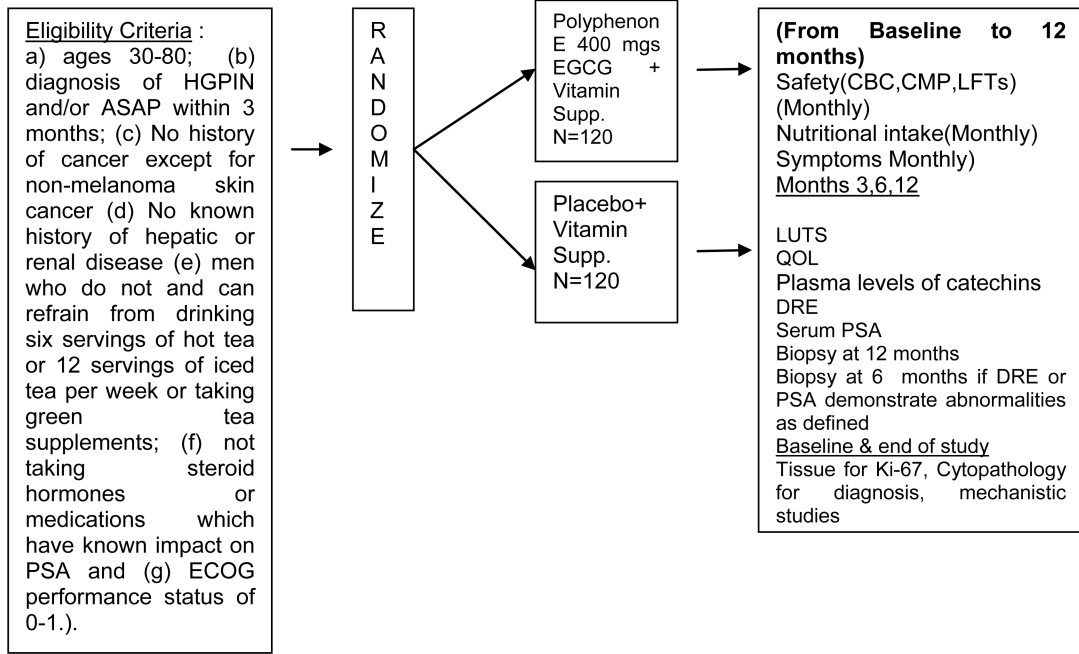 Eligibility Criteria :
a) ages 30-80; (b)
diagnosis of HGPIN
and/or ASAP within 3
months; (c) No history
of cancer except for
non-melanoma skin
cancer (d) No known
history of hepatic or
renal disease (e) men
who do not and can
refrain from drinking
six servings of hot tea
or 12 servings of iced
tea per week or taking
green tea
supplements; (f) not
taking steroid
hormones or
medications which
have known impact on
PSA and (g) ECOG
performance status of
0-1.).
R
A
N
D
O
M
I
Z
E
Polyphenon
E 400 mgs
EGCG +
Vitamin
Supp.
N=120
Placebo+
Vitamin
Supp.
N=120
(From Baseline to 12
months)
Safety(CBC,CMP,LFTs)
(Monthly)
Nutritional intake(Monthly)
Symptoms Monthly)
Months 3,6,12
LUTS
QOL
Plasma levels of catechins
DRE
Serum PSA
Biopsy at 12 months
Biopsy at 6 months if DRE or
PSA demonstrate abnormalities
as defined
Baseline & end of study
Tissue for Ki-67, Cytopathology
for diagnosis, mechanistic
studies